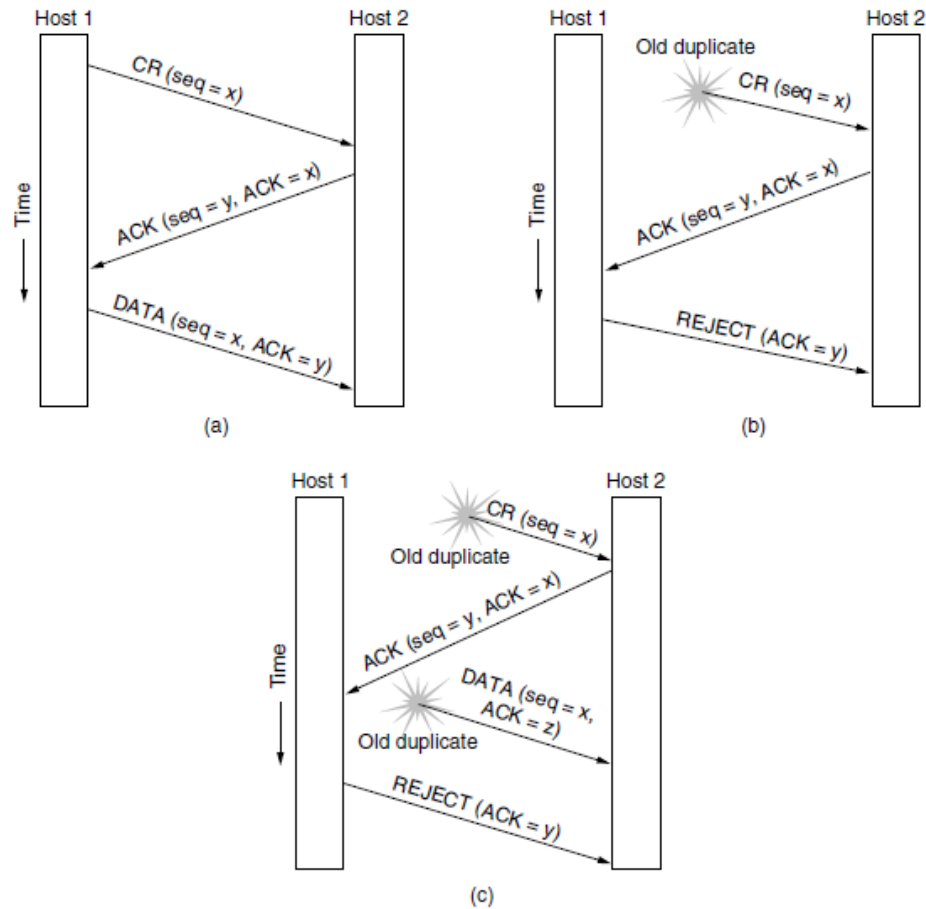 Host 1
Host 2
CR (seq = x)
ACK (seq = y, ACK = x)
DATA (seq = x, ACK = y)
Time
(a)
Host 1
Host 2
Old duplicate
CR (seq = x)
ACK (seq = y, ACK = x)
REJECT (ACK = y)
Time
(b)
Host 1
Host 2
CR (seq = x)
Old duplicate
ACK (seq = y, ACK = x)
DATA (seq = x,
ACK = z)
Old duplicate
REJECT (ACK = y)
Time
(c)